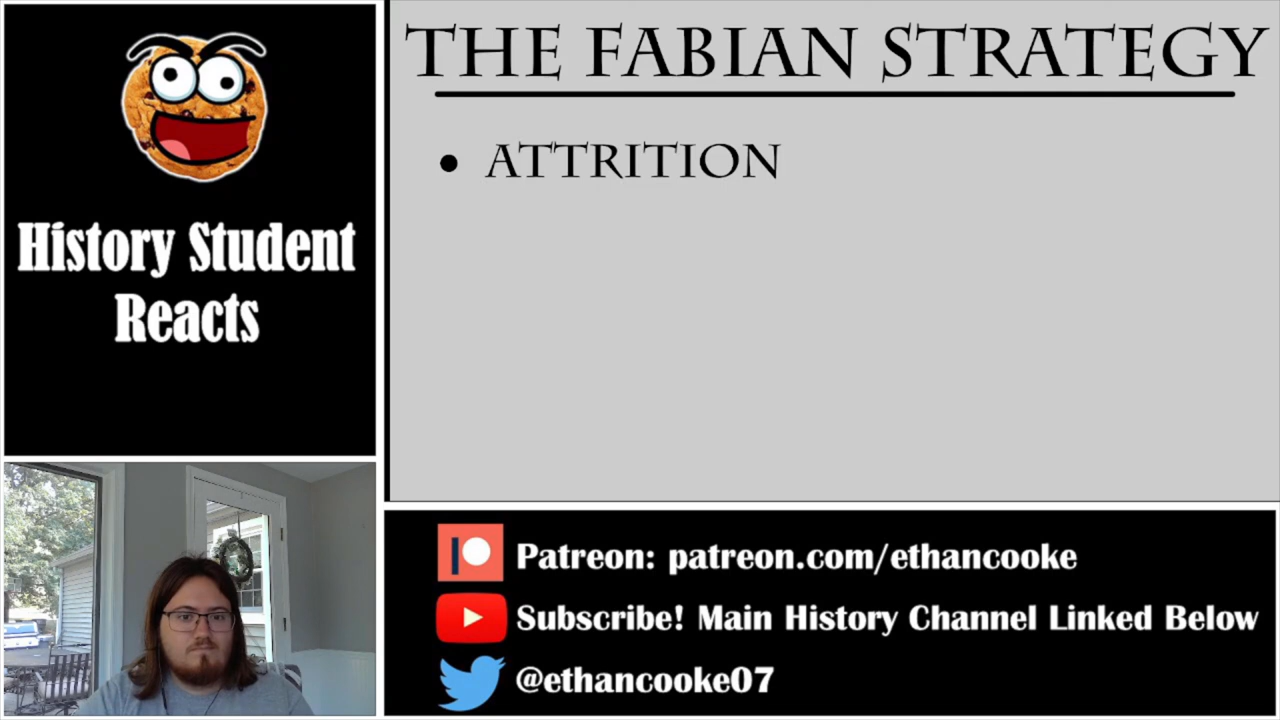 History Student
Reacts
THE FABIAN STRATEGY
• ATTRITION
Patreon: patreon.com/ethancooke
Subscribe! Main History Channel Linked Below
@ethancooke07